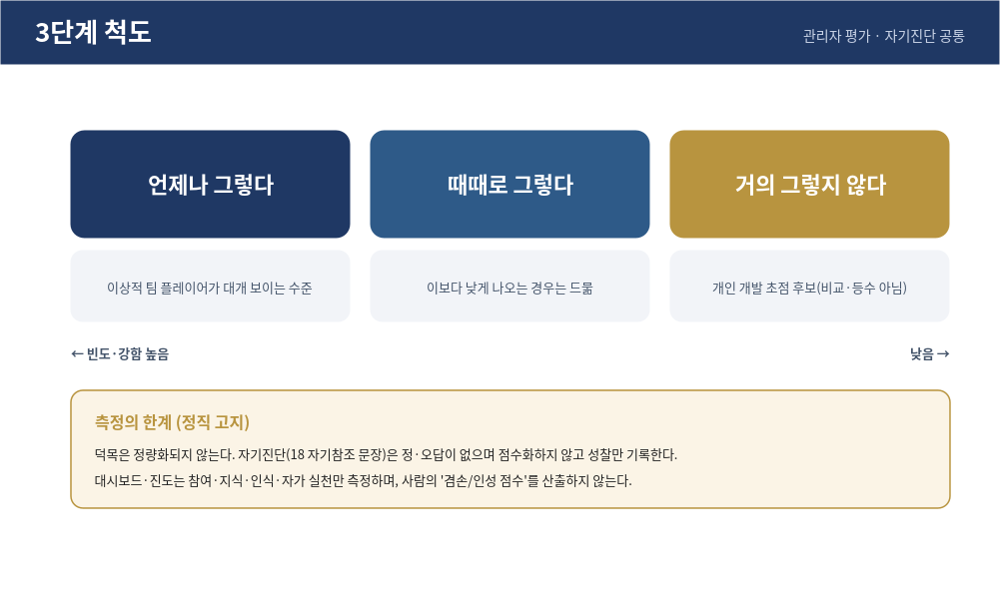 3단계 척도
관리자 평가 · 자기진단 공통
언제나 그렇다
때때로 그렇다
거의 그렇지 않다
이상적 팀 플레이어가 대개 보이는 수준
이보다 낮게 나오는 경우는 드묾
개인 개발 초점 후보(비교·등수 아님)
← 빈도·강함 높음
낮음 →
측정의 한계 (정직 고지)
덕목은 정량화되지 않는다. 자기진단(18 자기참조 문장)은 정·오답이 없으며 점수화하지 않고 성찰만 기록한다.
대시보드·진도는 참여·지식·인식·자가 실천만 측정하며, 사람의 '겸손/인성 점수'를 산출하지 않는다.